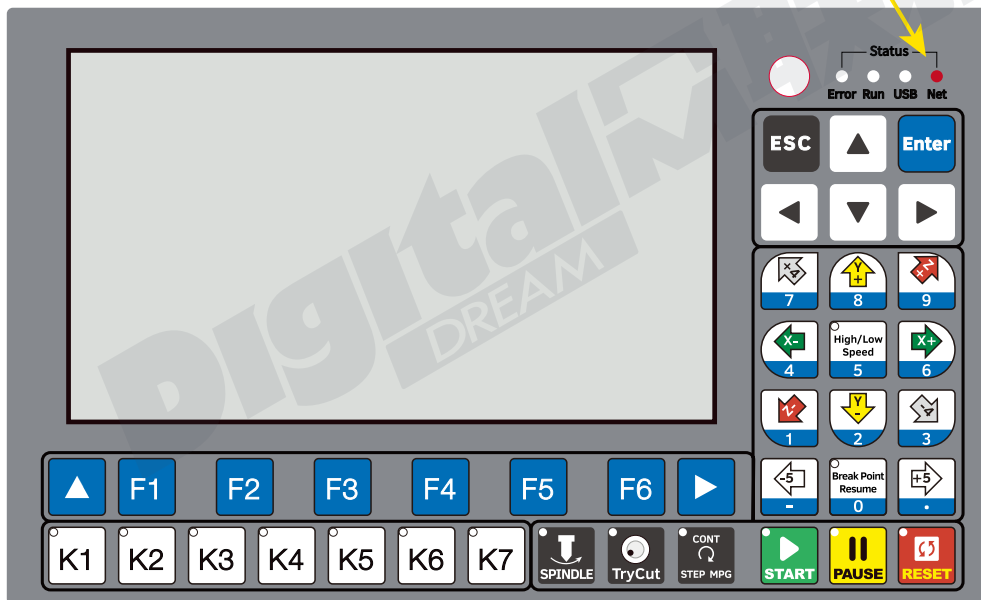 Status
Error Run USB Net
ESC
Enter
+4
Y
+
Z+
7
8
9
X-
High/Low
Speed
X+
4
5
6
Z-
Y
-
-4
1
2
3
-5
Break Point
Resume
+5
-
0
.
F1 F2 F3 F4 F5 F6
K1 K2 K3 K4 K5 K6 K7
SPINDLE
TryCut
CONT
STEP MPG
START
PAUSE
RESET
Digital
DREAM